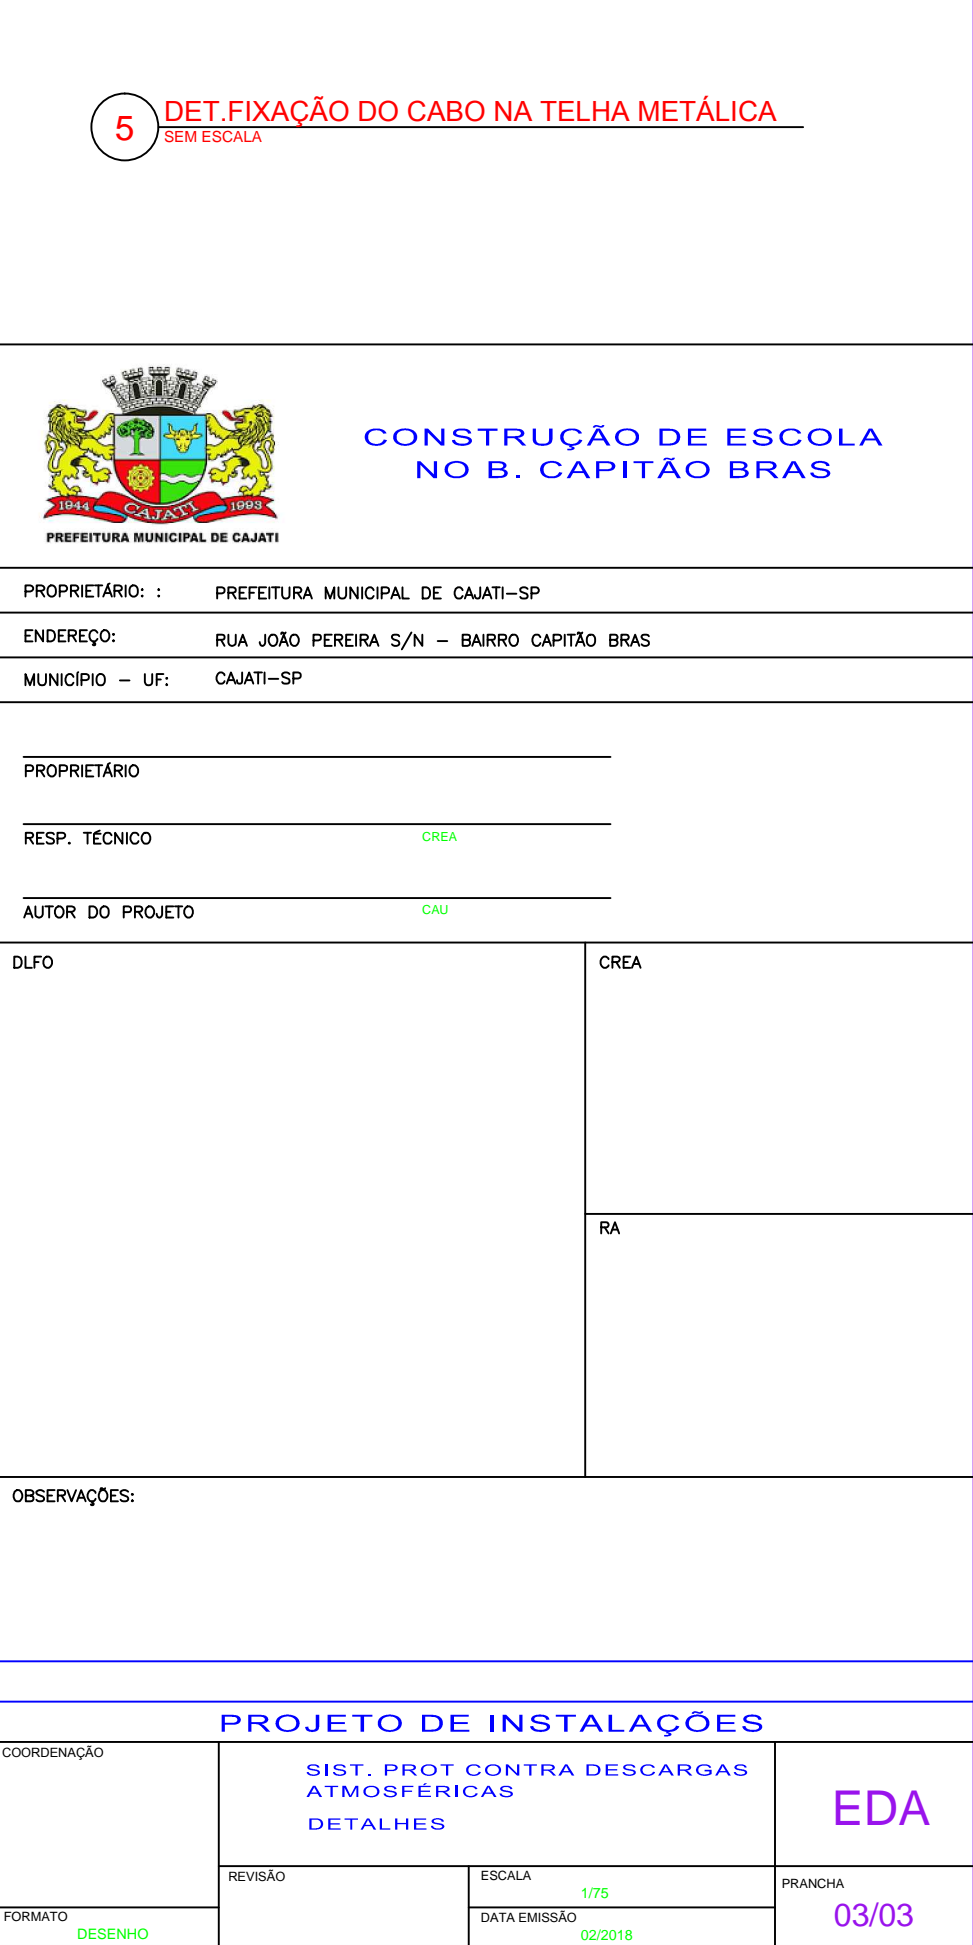 5
DET.FIXAÇÃO DO CABO NA TELHA METÁLICA
SEM ESCALA
1944 CAJATI 1993
PREFEITURA MUNICIPAL DE CAJATI
CONSTRUÇÃO DE ESCOLA
NO B. CAPITÃO BRAS
PROPRIETÁRIO: : PREFEITURA MUNICIPAL DE CAJATI-SP
ENDEREÇO: RUA JOÃO PEREIRA S/N - BAIRRO CAPITÃO BRAS
MUNICÍPIO - UF: CAJATI-SP
PROPRIETÁRIO
RESP. TÉCNICO CREA
AUTOR DO PROJETO CAU
DLFO
CREA
RA
OBSERVAÇÕES:
PROJETO DE INSTALAÇÕES
COORDENAÇÃO
SIST. PROT CONTRA DESCARGAS
ATMOSFÉRICAS
DETALHES
EDA
REVISÃO
ESCALA
1/75
PRANCHA
03/03
FORMATO
DESENHO
DATA EMISSÃO
02/2018